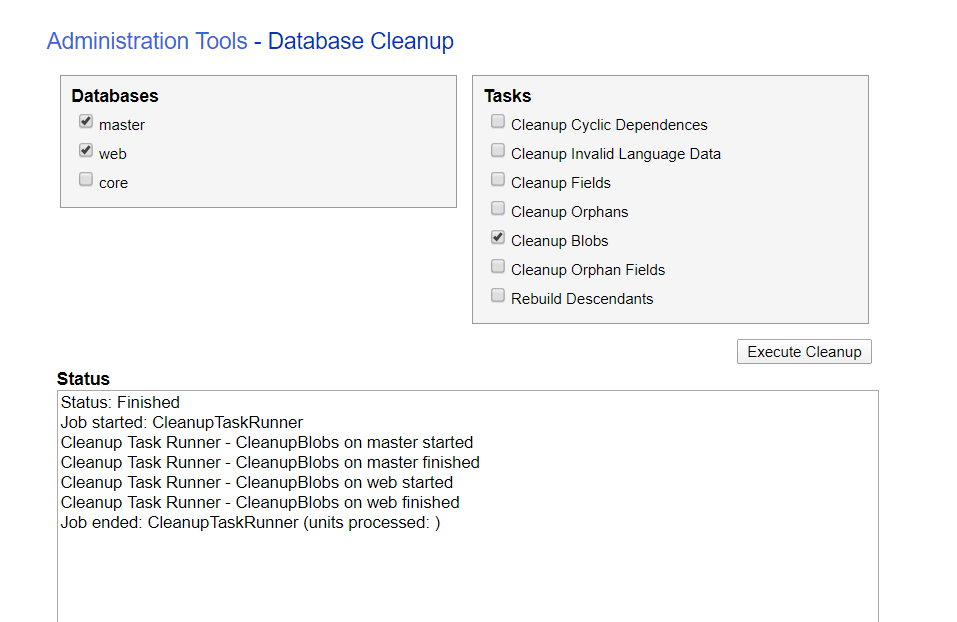 Administration Tools - Database Cleanup
Databases
master
web
core
Tasks
Cleanup Cyclic Dependences
Cleanup Invalid Language Data
Cleanup Fields
Cleanup Orphans
Cleanup Blobs
Cleanup Orphan Fields
Rebuild Descendants
Execute Cleanup
Status
Status: Finished
Job started: CleanupTaskRunner
Cleanup Task Runner - CleanupBlobs on master started
Cleanup Task Runner - CleanupBlobs on master finished
Cleanup Task Runner - CleanupBlobs on web started
Cleanup Task Runner - CleanupBlobs on web finished
Job ended: CleanupTaskRunner (units processed: )